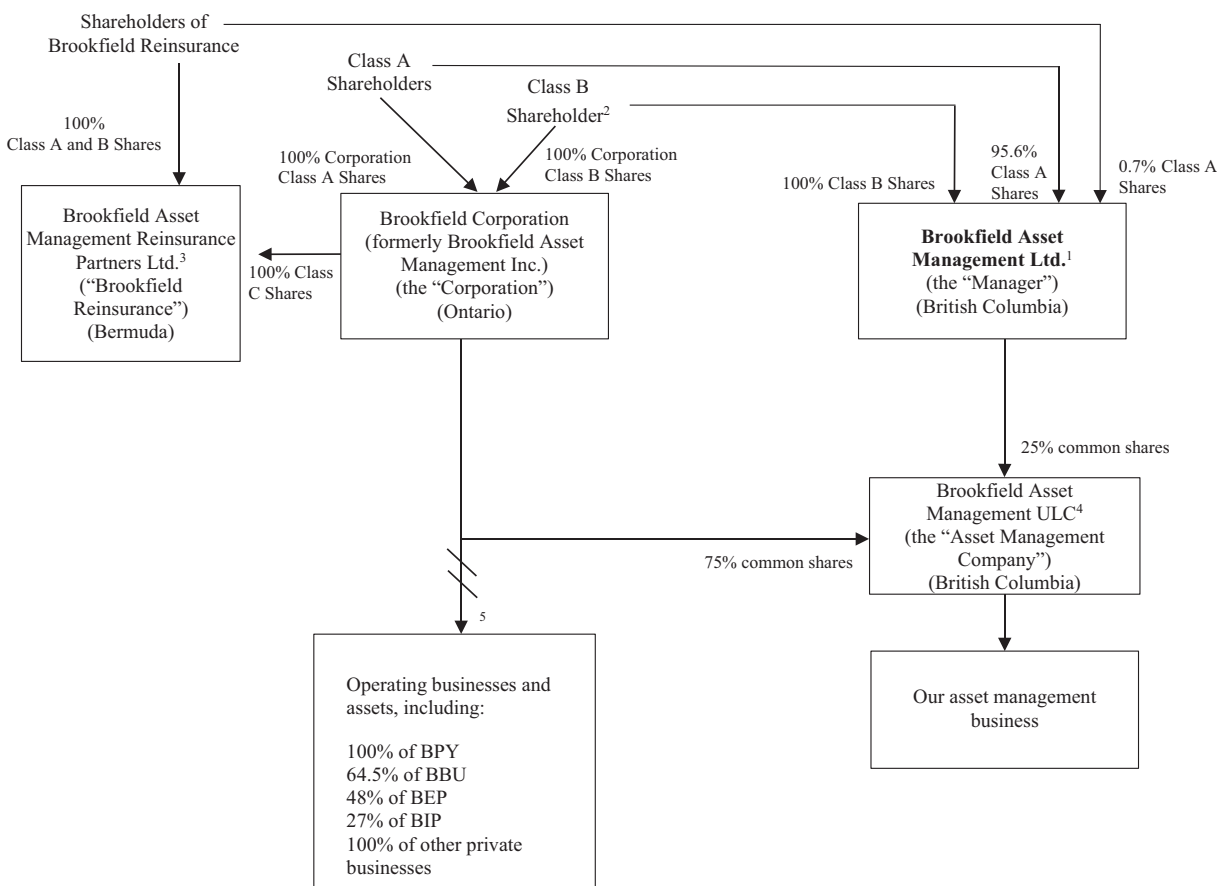 Shareholders of
Brookfield Reinsurance
Class A
Shareholders
Class B
Shareholder2
100%
Class A and B Shares
100% Corporation
Class A Shares
100% Corporation
Class B Shares
100% Class B Shares
95.6%
Class A
Shares
0.7% Class A
Shares
Brookfield Asset
Management Reinsurance
Partners Ltd.3
(“Brookfield
Reinsurance”)
(Bermuda)
100% Class
C Shares
Brookfield Corporation
(formerly Brookfield Asset
Management Inc.)
(the “Corporation”)
(Ontario)
Brookfield Asset
Management Ltd.1
(the “Manager”)
(British Columbia)
25% common shares
75% common shares
Brookfield Asset
Management ULC4
(the “Asset Management
Company”)
(British Columbia)
5
Operating businesses and
assets, including:
100% of BPY
64.5% of BBU
48% of BEP
27% of BIP
100% of other private
businesses
Our asset management
business